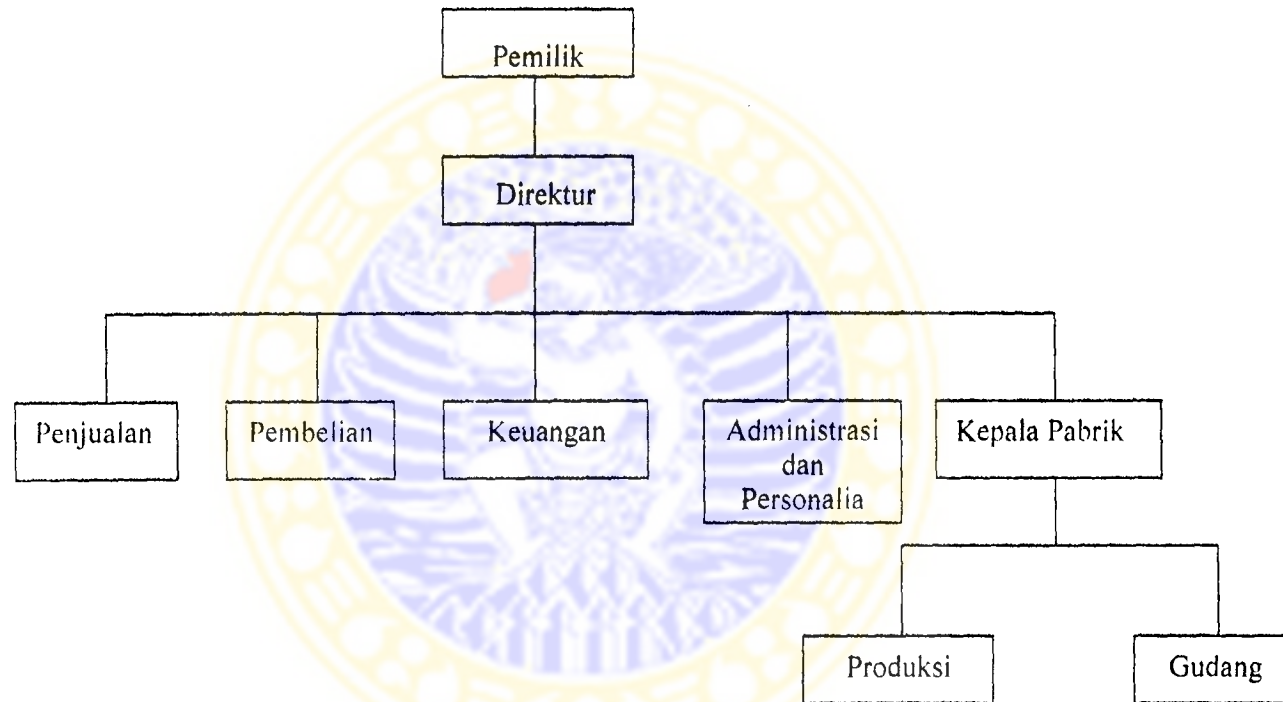 Pemilik
Direktur
Penjualan
Pembelian
Keuangan
Administrasi
dan
Personalia
Kepala Pabrik
Produksi
Gudang